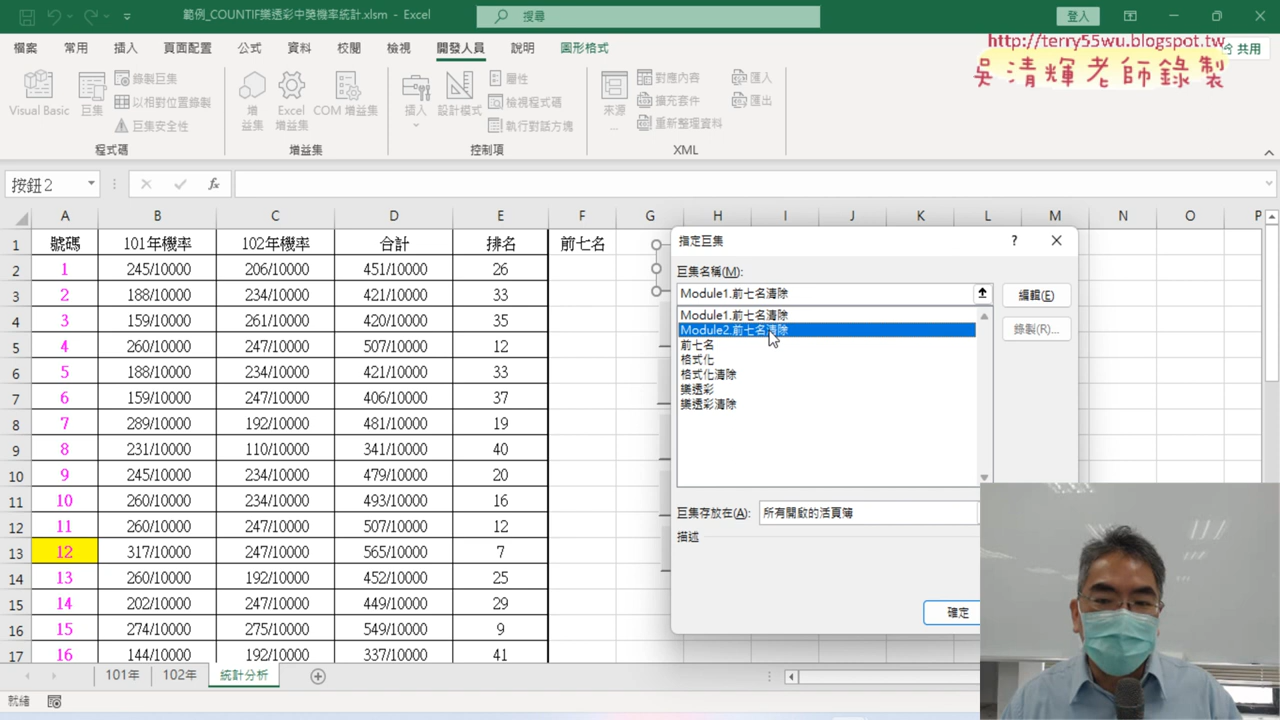 範例_COUNTIF樂透彩中獎機率統計.xlsm - Excel
搜尋
登入
檔案 常用 插入 頁面配置 公式 資料 校閱 檢視 開發人員 說明 圖形格式
共用
http://terry55wu.blogspot.tw
吳清輝老師錄製
Visual Basic 巨集 錄製巨集 以相對位置錄製 巨集安全性
程式碼
增益集 Excel 增益集 COM 增益集
增益集
插入 設計模式 屬性 檢視程式碼 執行對話方塊
控制項
來源... 對應內容 擴充套件 重新整理資料 匯入 匯出
XML
按鈕 2
fx
A B C D E F G H I J K L M N O P
1 號碼 101年機率 102年機率 合計 排名 前七名
2 1 245/10000 206/10000 451/10000 26
3 2 188/10000 234/10000 421/10000 33
4 3 159/10000 261/10000 420/10000 35
5 4 260/10000 247/10000 507/10000 12
6 5 188/10000 234/10000 421/10000 33
7 6 159/10000 247/10000 406/10000 37
8 7 289/10000 192/10000 481/10000 19
9 8 231/10000 110/10000 341/10000 40
10 9 245/10000 234/10000 479/10000 20
11 10 260/10000 234/10000 493/10000 16
12 11 260/10000 247/10000 507/10000 12
13 12 317/10000 247/10000 565/10000 7
14 13 260/10000 192/10000 452/10000 25
15 14 202/10000 247/10000 449/10000 29
16 15 274/10000 275/10000 549/10000 9
17 16 144/10000 192/10000 337/10000 41
指定巨集 ?
巨集名稱(M):
Module1.前七名清除
編輯(E)
錄製(R)...
Module1.前七名清除
Module2.前七名清除
前七名
格式化
格式化清除
樂透彩
樂透彩清除
巨集存放在(A): 所有開啟的活頁簿
描述
確定
101年 102年 統計分析
就緒